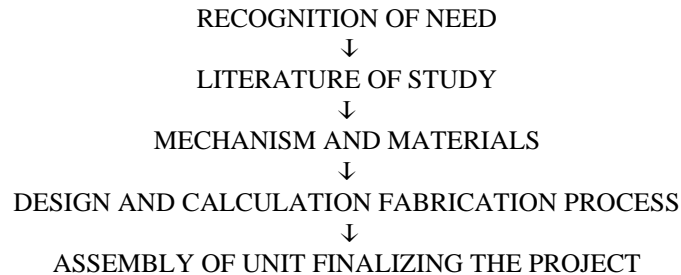 RECOGNITION OF NEED
↓
LITERATURE OF STUDY
↓
MECHANISM AND MATERIALS
↓
DESIGN AND CALCULATION FABRICATION PROCESS
↓
ASSEMBLY OF UNIT FINALIZING THE PROJECT